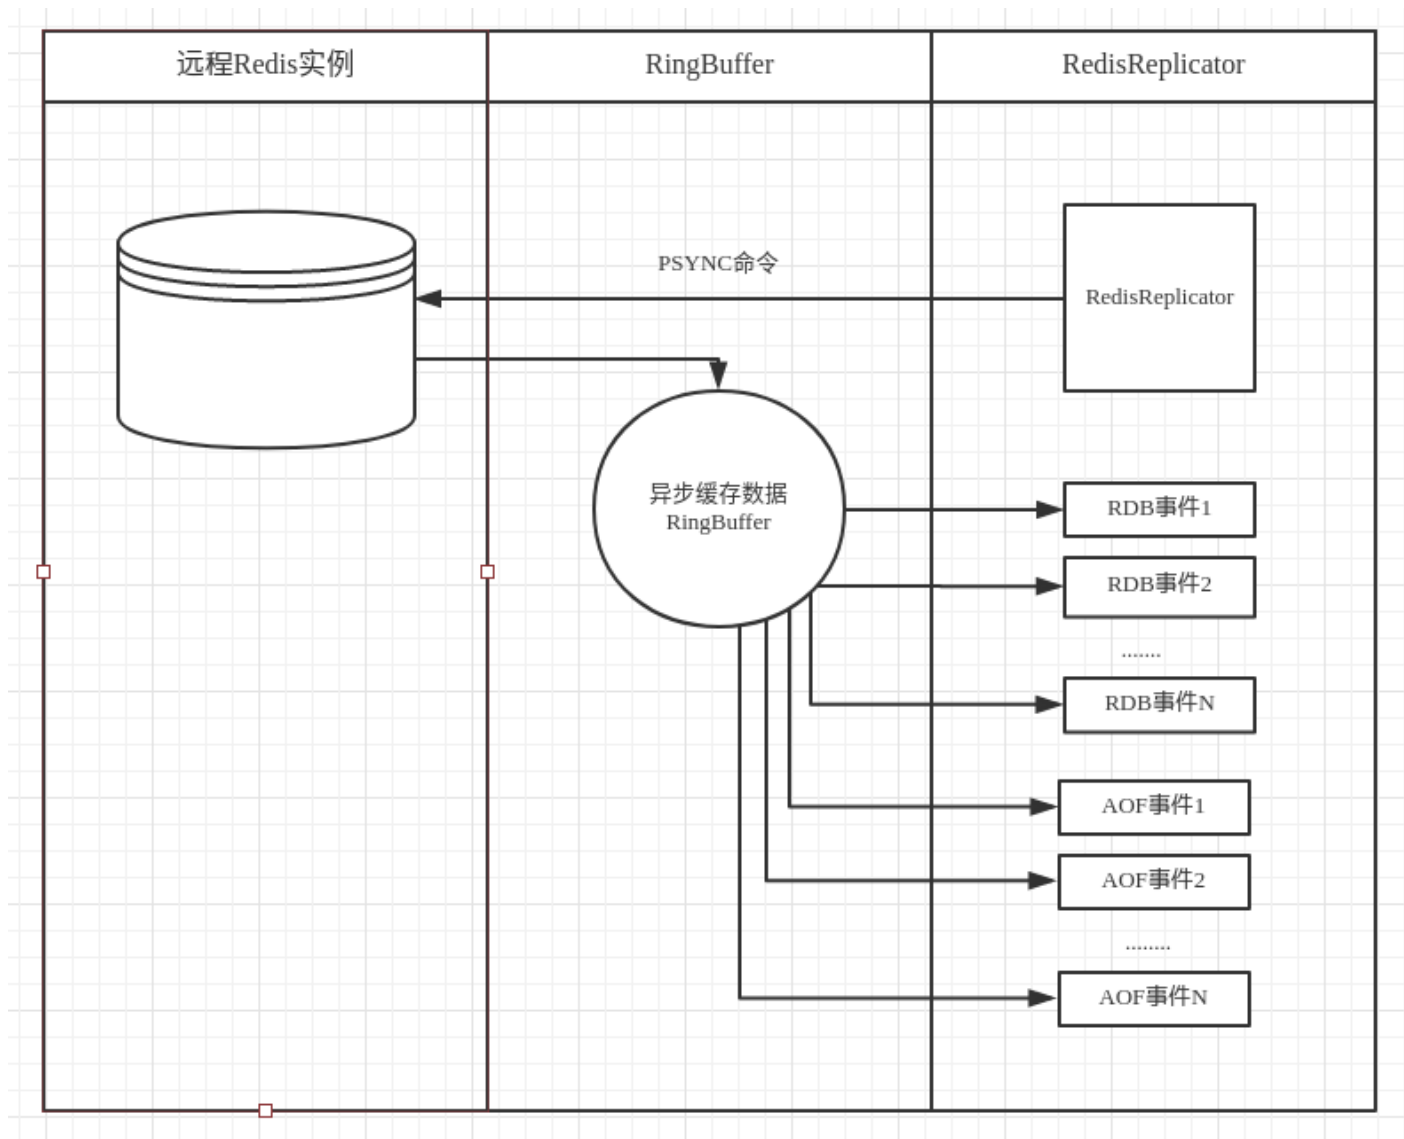 远程Redis实例
RingBuffer
RedisReplicator
PSYNC命令
RedisReplicator
异步缓存数据
RingBuffer
RDB事件1
RDB事件2
.......
RDB事件N
AOF事件1
AOF事件2
........
AOF事件N